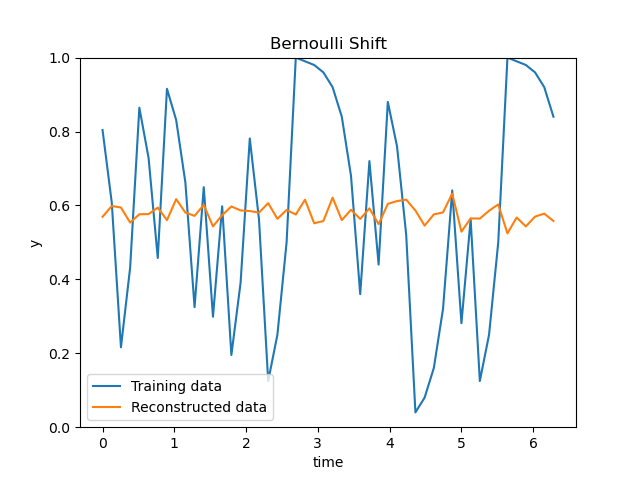 Bernoulli Shift
1.0
0.8
0.6
0.4
0.2
0.0
y
Training data
Reconstructed data
0 1 2 3 4 5 6
time